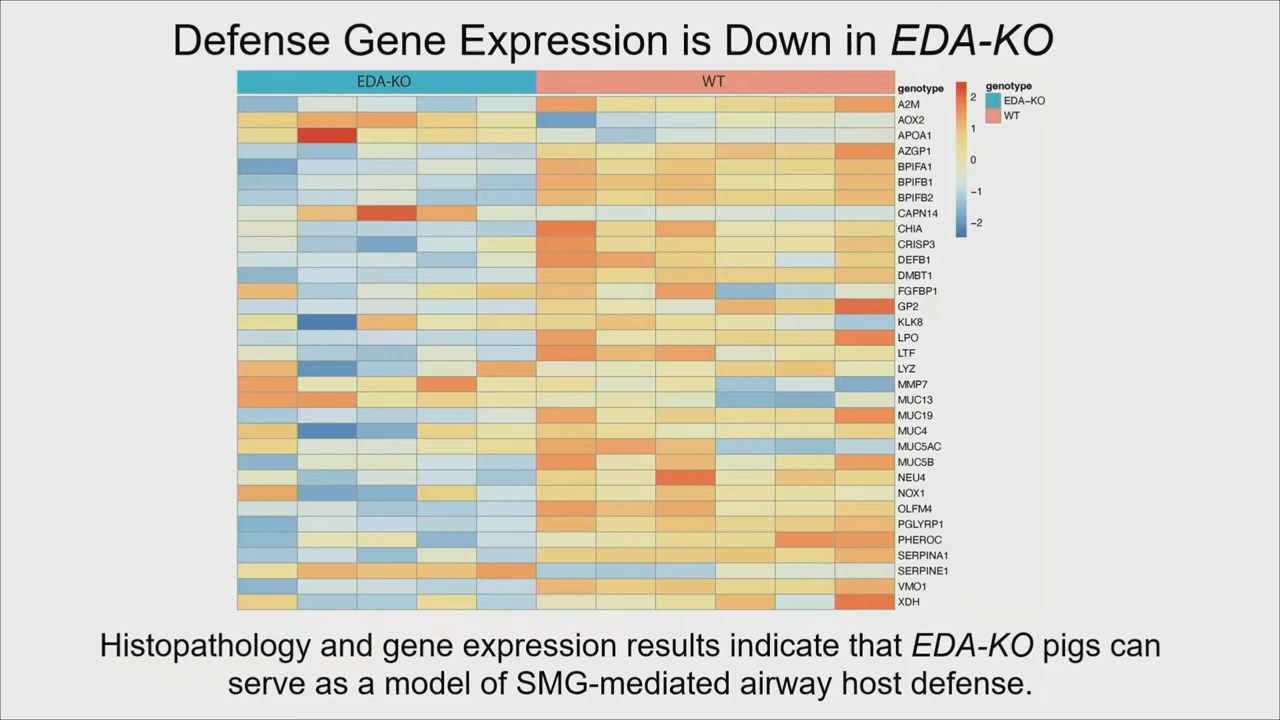 Defense Gene Expression is Down in EDA-KO
EDA-KO
WT
genotype
A2M
AOX2
APOA1
AZGP1
BPIFA1
BPIFB1
BPIFB2
CAPN14
CHIA
CRISP3
DEFB1
DMBT1
FGFBP1
GP2
KLK8
LPO
LTF
LYZ
MMP7
MUC13
MUC19
MUC4
MUC5AC
MUC5B
NEU4
NOX1
OLFM4
PGLYRP1
PHEROC
SERPINA1
SERPINE1
VMO1
XDH
2
1
0
−1
−2
genotype
EDA−KO
WT
Histopathology and gene expression results indicate that EDA-KO pigs can
serve as a model of SMG-mediated airway host defense.